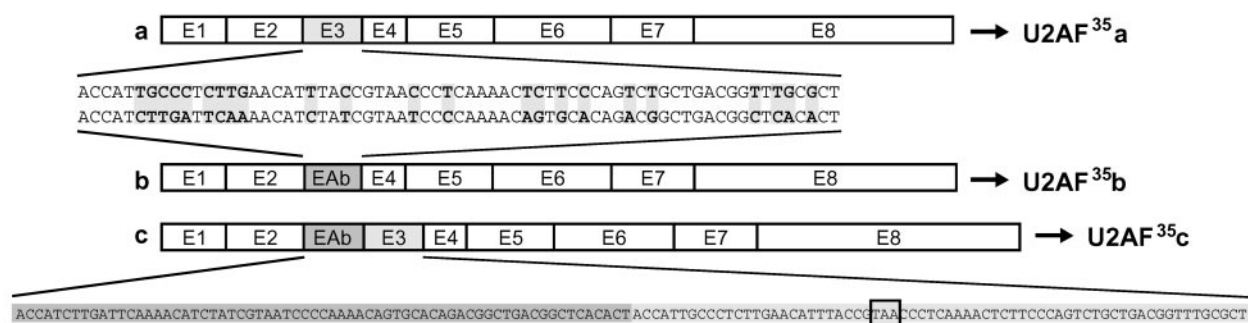 a E1 E2 E3 E4 E5 E6 E7 E8 → U2AF³⁵a
ACCATTGCCCTCTTGAACATTTACCGTAACCCTCAAAACTCTTCCCAGTCTGCTGACGGTTTGCGCT
ACCATCTTGATTCAAAACATCTATCGTAATCCCCAAAACAGTGCACAGACGGCTGACGGCTCACACT
b E1 E2 EAb E4 E5 E6 E7 E8 → U2AF³⁵b
c E1 E2 EAb E3 E4 E5 E6 E7 E8 → U2AF³⁵c
ACCATCTTGATTCAAAACATCTATCGTAATCCCCAAAACAGTGCACAGACGGCTGACGGCTCACACTACCATTGCCCTCTTGAACATTTACCGTAACCCTCAAAACTCTTCCCAGTCTGCTGACGGTTTGCGCT